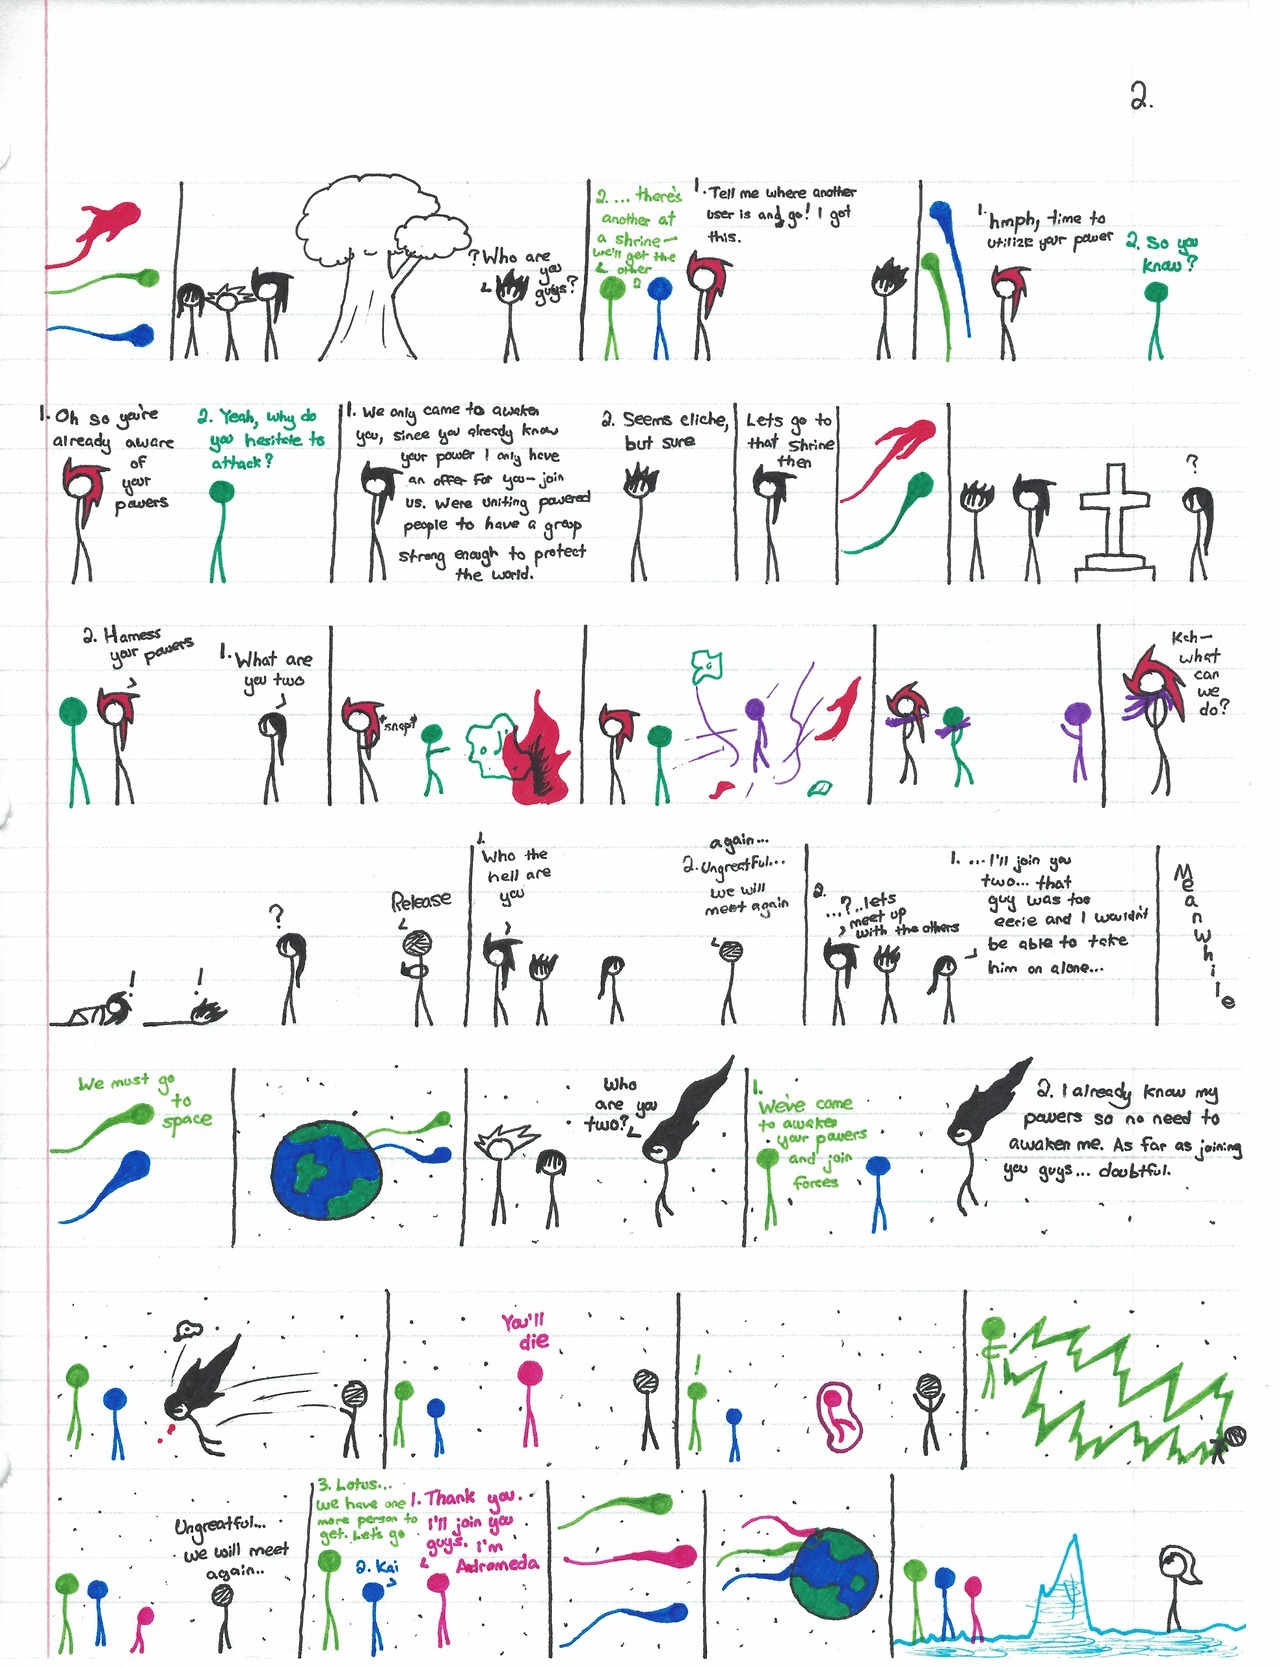 2.
? Who are
you
guys?
2. ... there's
another at
a shrine—
we'll get the
other
2
1. Tell me where another
user is and go! I got
this.
1. hmph, time to
utilize your power
2. So you
know?
1. Oh so you're
already aware
of
your
powers
2. Yeah, why do
you hesitate to
attack?
1. We only came to awaken
you, since you already know
your power I only have
an offer for you— join
us. Were uniting powered
people to have a group
strong enough to protect
the world.
2. Seems cliche,
but sure
Lets go to
that Shrine
then
?
2. Harness
your powers
1. What are
you two
*snap*
Kch—
what
can
we
do?
!
!
?
Release
1.
Who the
hell are
you
again...
2. Ungreatful...
we will
meet again
2.
...?..lets
meet up
with the others
1. ...I'll join you
two... that
guy was too
eerie and I wouldn't
be able to take
him on alone...
Meanwhile
We must go
to
space
Who
are you
two?
1.
We've come
to awaken
your powers
and join
forces
2. I already know my
powers so no need to
awaken me. As far as joining
you guys... doubtful.
You'll
die
!
Ungreatful...
we will meet
again..
3. Lotus...
we have one
more person to
get. Let's go
2. Kai
1. Thank you.
I'll join you
guys. I'm
Andromeda